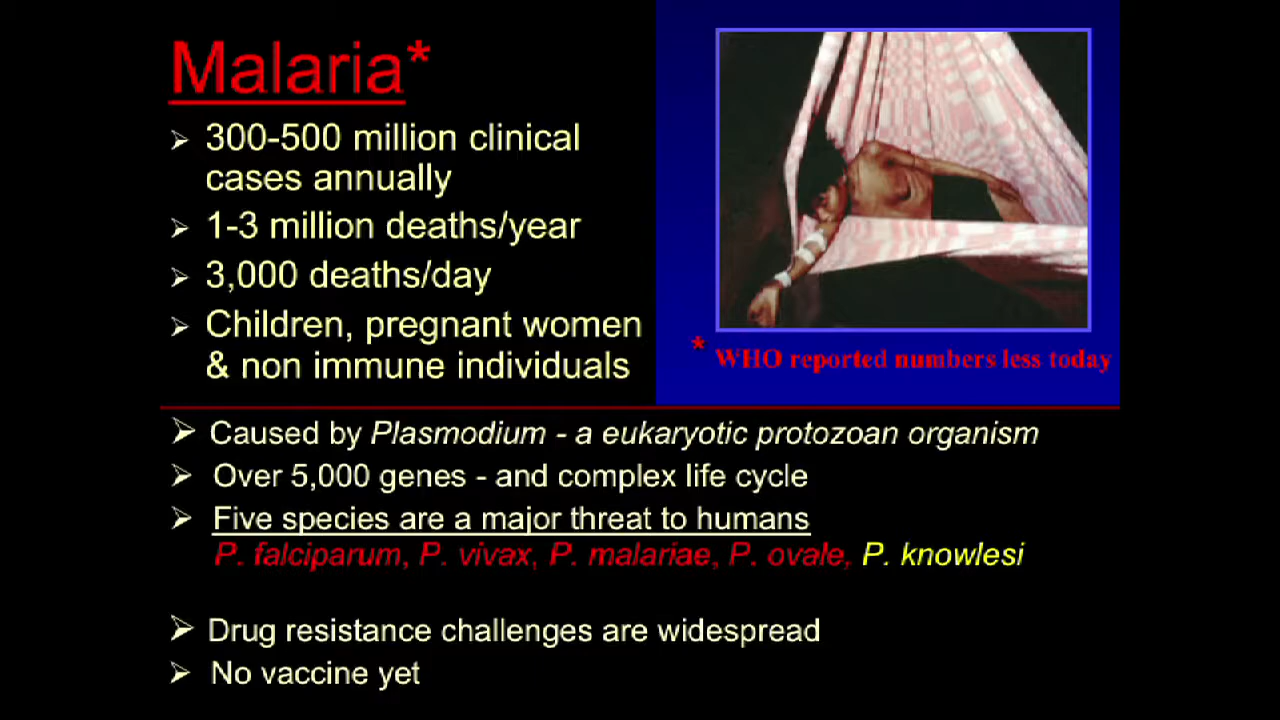 Malaria*
➢ 300-500 million clinical
cases annually
➢ 1-3 million deaths/year
➢ 3,000 deaths/day
➢ Children, pregnant women
& non immune individuals
* WHO reported numbers less today
➢ Caused by Plasmodium - a eukaryotic protozoan organism
➢ Over 5,000 genes - and complex life cycle
➢ Five species are a major threat to humans
P. falciparum, P. vivax, P. malariae, P. ovale, P. knowlesi
➢ Drug resistance challenges are widespread
➢ No vaccine yet